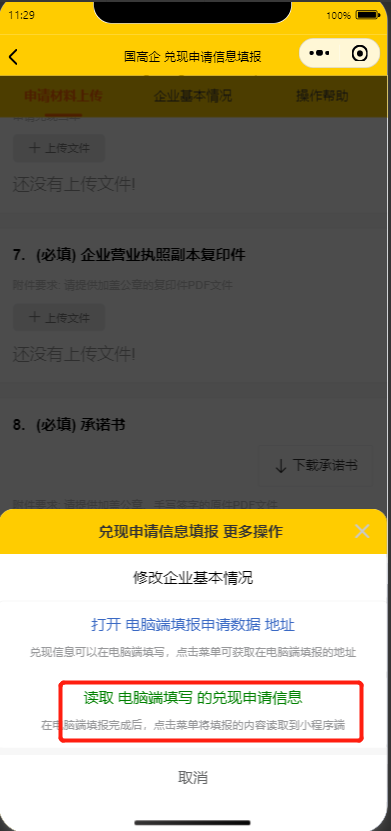 11:29
100%
国高企 兑现申请信息填报
申请材料上传 企业基本情况 操作帮助
+ 上传文件
还没有上传文件!
7. (必填) 企业营业执照副本复印件
附件要求: 请提供加盖公章的复印件PDF文件
+ 上传文件
还没有上传文件!
8. (必填) 承诺书
下载承诺书
附件要求: 请提供加盖公章、手写签字的原件PDF文件
兑现申请信息填报 更多操作
修改企业基本情况
打开 电脑端填报申请数据 地址
兑现信息可以在电脑端填写，点击菜单可获取在电脑端填报的地址
读取 电脑端填写 的兑现申请信息
在电脑端填报完成后，点击菜单将填报的内容读取到小程序端
取消